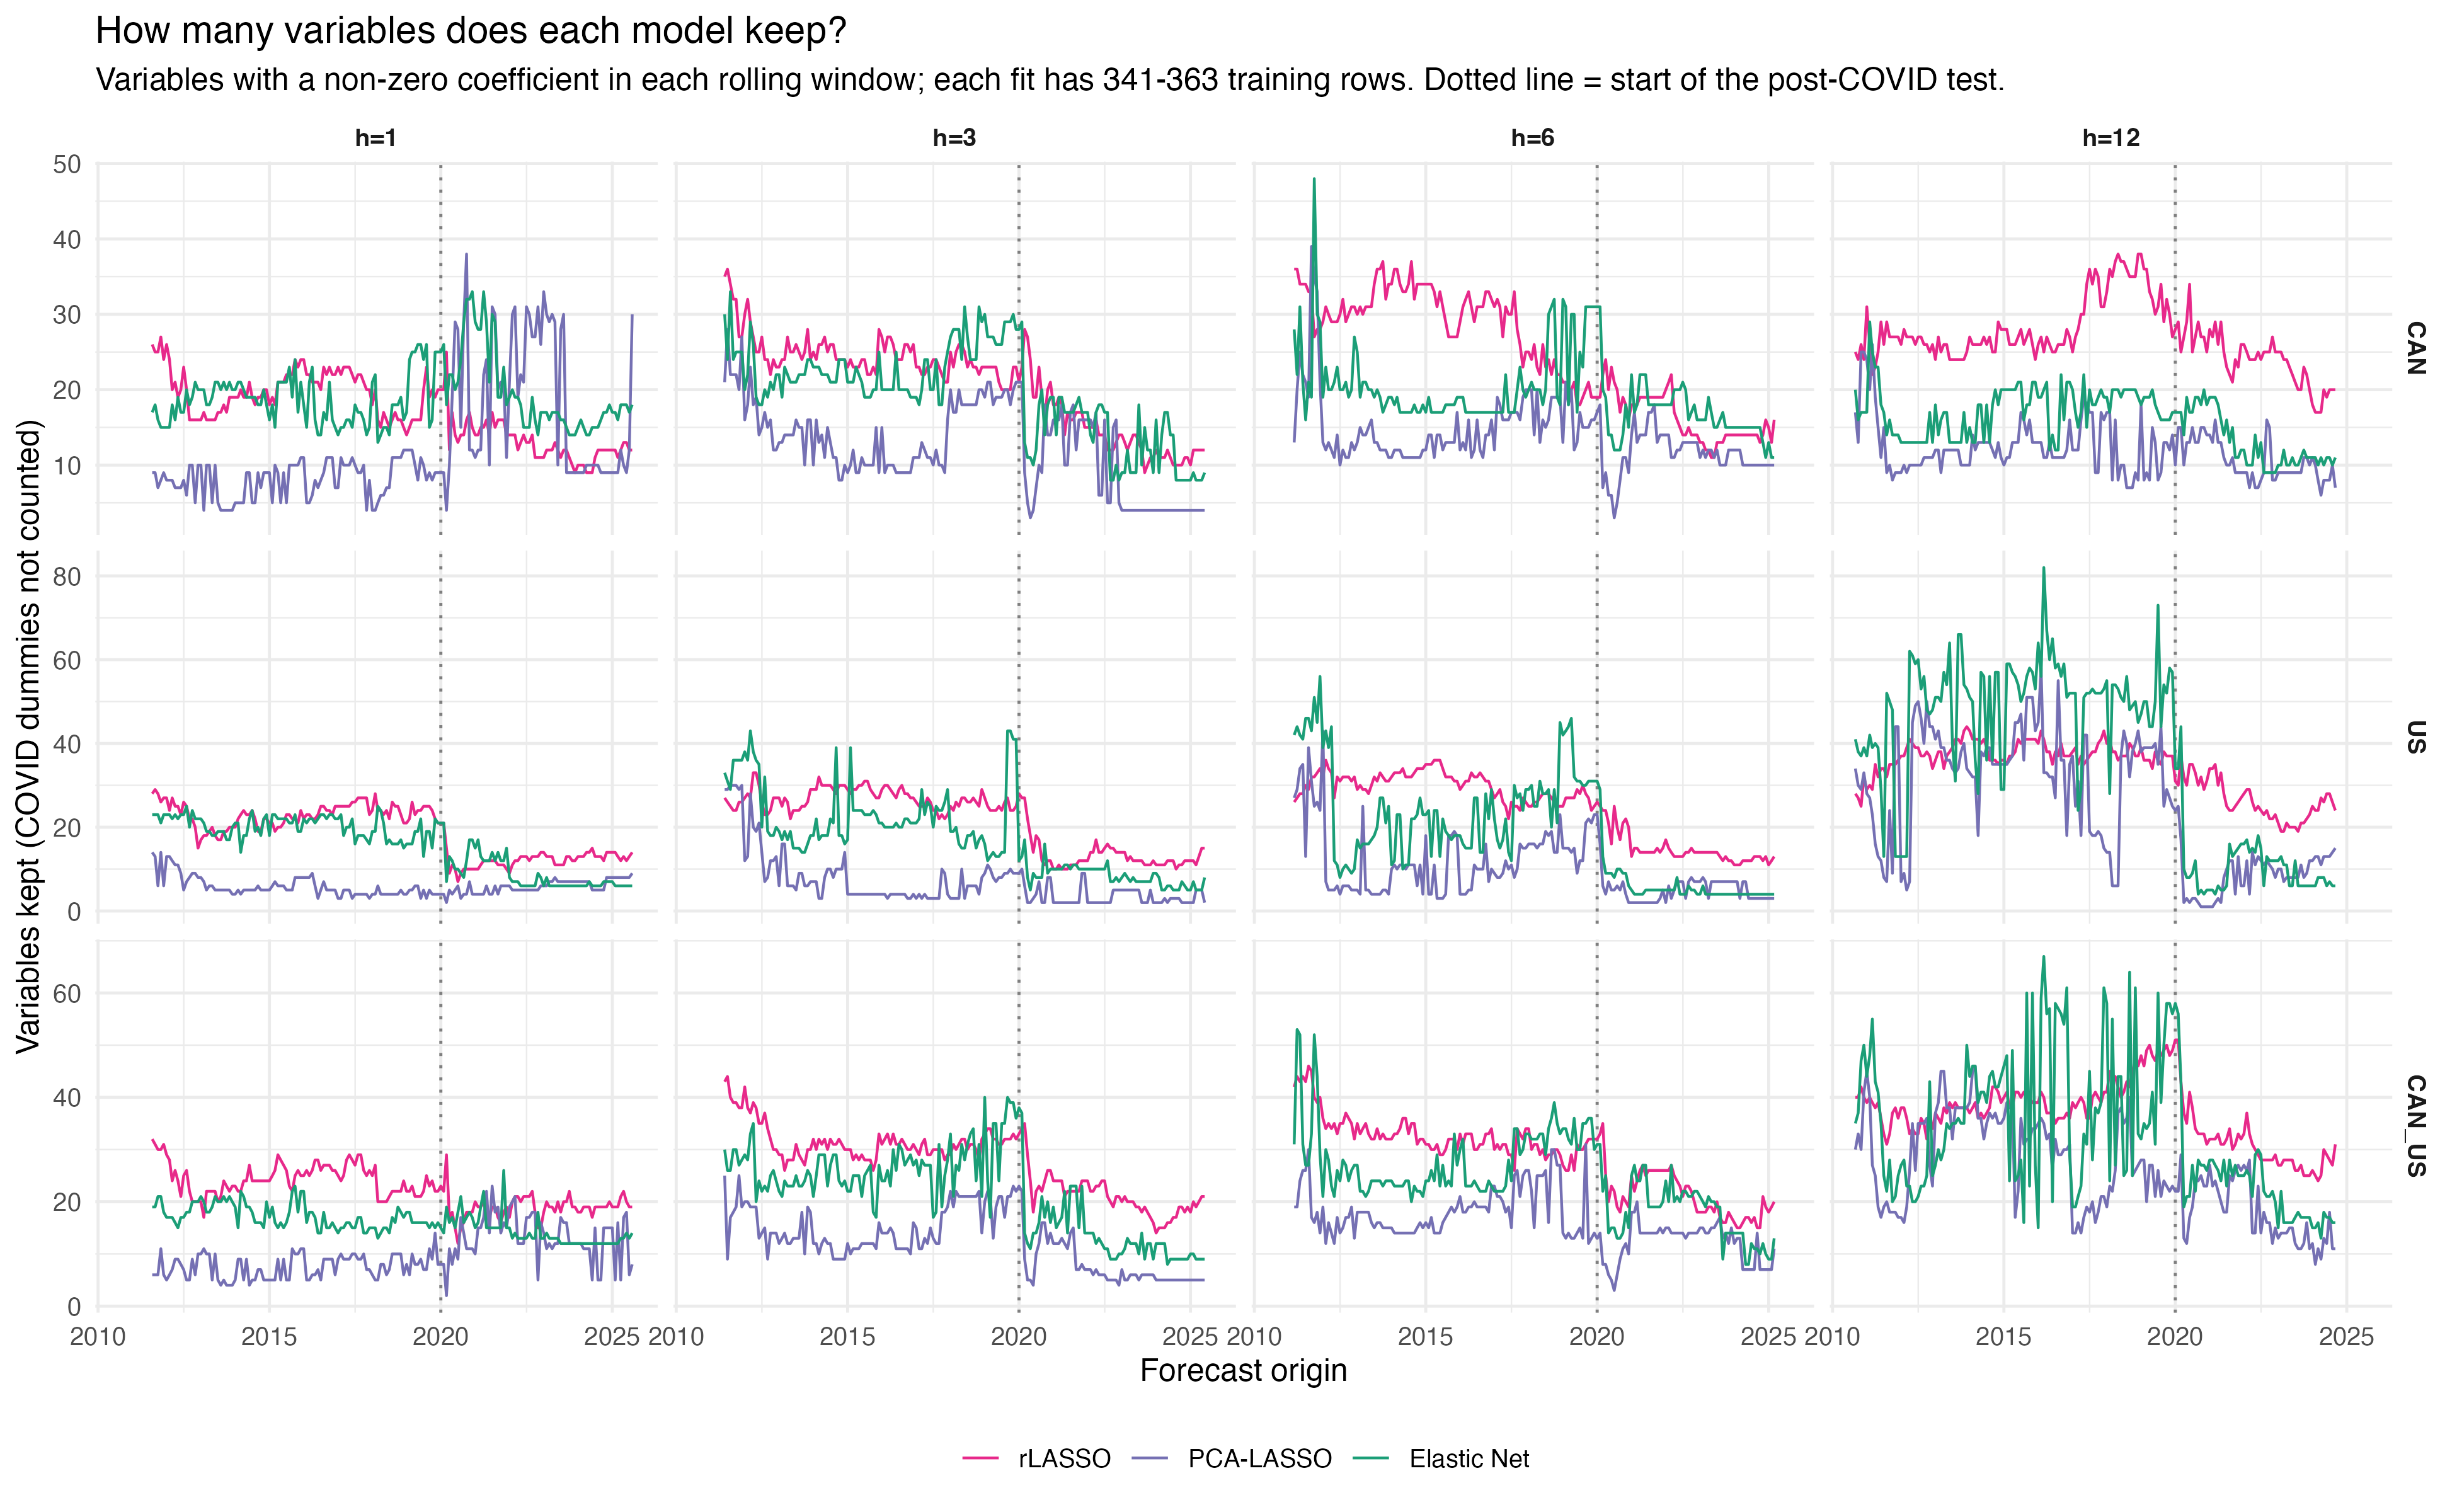 How many variables does each model keep?
Variables with a non-zero coefficient in each rolling window; each fit has 341-363 training rows. Dotted line = start of the post-COVID test.
h=1 h=3 h=6 h=12
Variables kept (COVID dummies not counted)
50
40
30
20
10
CAN
80
60
40
20
0
US
60
40
20
0
CAN_US
2010 2015 2020 2025 2010 2015 2020 2025 2010 2015 2020 2025 2010 2015 2020 2025
Forecast origin
rLASSO PCA-LASSO Elastic Net